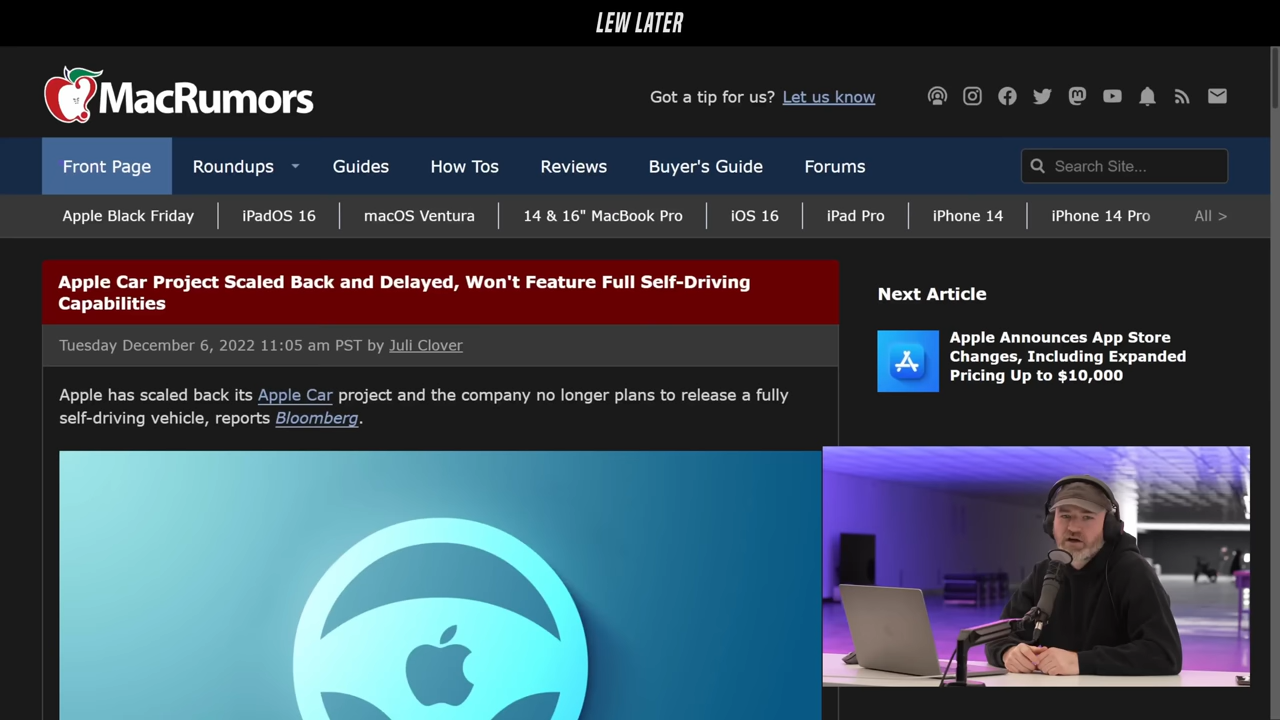 LEW LATER
MacRumors
Got a tip for us? Let us know
Front Page
Roundups
Guides
How Tos
Reviews
Buyer's Guide
Forums
Search Site...
Apple Black Friday
iPadOS 16
macOS Ventura
14 & 16" MacBook Pro
iOS 16
iPad Pro
iPhone 14
iPhone 14 Pro
All >
Apple Car Project Scaled Back and Delayed, Won't Feature Full Self-Driving
Capabilities
Tuesday December 6, 2022 11:05 am PST by Juli Clover
Apple has scaled back its Apple Car project and the company no longer plans to release a fully
self-driving vehicle, reports Bloomberg.
Next Article
Apple Announces App Store
Changes, Including Expanded
Pricing Up to $10,000